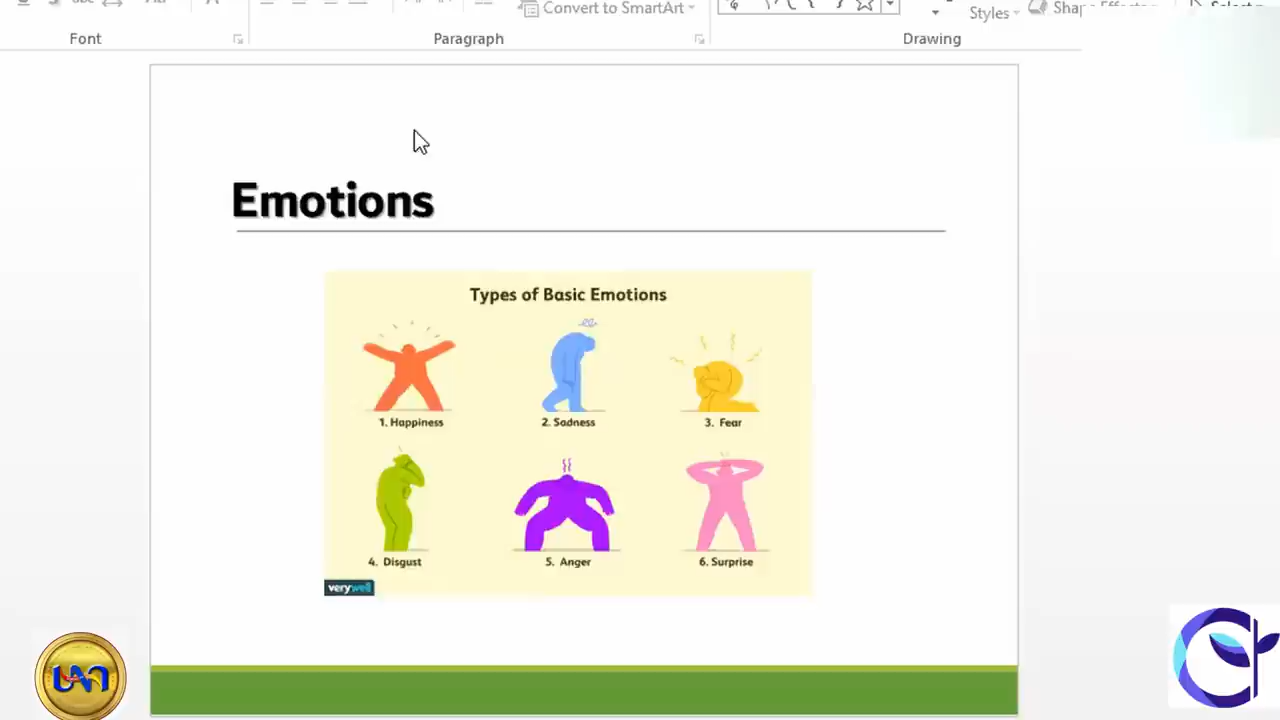 Convert to SmartArt
Styles
Font
Paragraph
Drawing
Emotions
Types of Basic Emotions
1. Happiness
2. Sadness
3. Fear
4. Disgust
5. Anger
6. Surprise
verywell